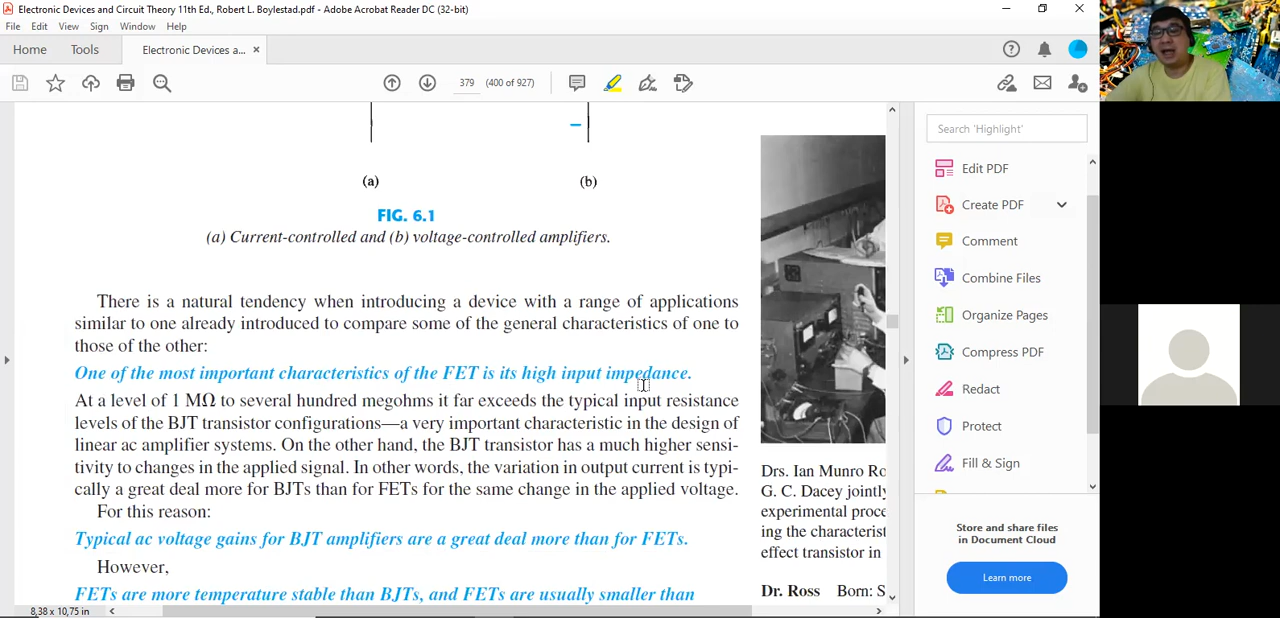 Electronic Devices and Circuit Theory 11th Ed., Robert L. Boylestad.pdf - Adobe Acrobat Reader DC (32-bit)
File Edit View Sign Window Help
Home Tools Electronic Devices a... ×
379 (400 of 927)
Search 'Highlight'
Edit PDF
Create PDF
Comment
Combine Files
Organize Pages
Compress PDF
Redact
Protect
Fill & Sign
Store and share files
in Document Cloud
Learn more
(a) (b)
FIG. 6.1
(a) Current-controlled and (b) voltage-controlled amplifiers.
There is a natural tendency when introducing a device with a range of applications
similar to one already introduced to compare some of the general characteristics of one to
those of the other:
One of the most important characteristics of the FET is its high input impedance.
At a level of 1 MΩ to several hundred megohms it far exceeds the typical input resistance
levels of the BJT transistor configurations—a very important characteristic in the design of
linear ac amplifier systems. On the other hand, the BJT transistor has a much higher sensi-
tivity to changes in the applied signal. In other words, the variation in output current is typi-
cally a great deal more for BJTs than for FETs for the same change in the applied voltage.
For this reason:
Typical ac voltage gains for BJT amplifiers are a great deal more than for FETs.
However,
FETs are more temperature stable than BJTs, and FETs are usually smaller than
Drs. Ian Munro Ro
G. C. Dacey jointly
experimental proce
ing the characterist
effect transistor in
Dr. Ross Born: S
8,38 x 10,75 in